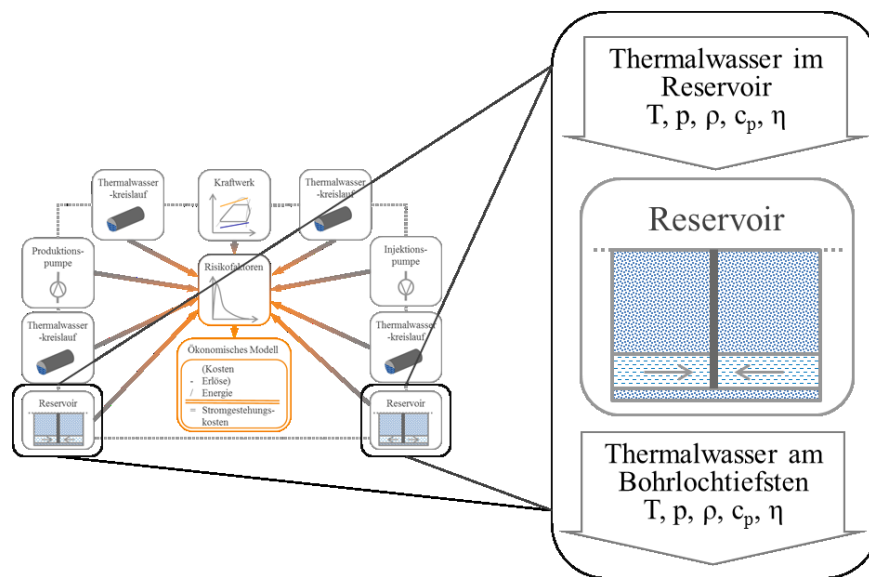 Thermalwasser
-kreislauf
Kraftwerk
Thermalwasser
-kreislauf
Produktions-
pumpe
Risikofaktoren
Injektions-
pumpe
Thermalwasser
-kreislauf
Thermalwasser
-kreislauf
Ökonomisches Modell
(Kosten
- Erlöse)
/ Energie
= Stromgestehungs-
kosten
Reservoir
Reservoir
Thermalwasser im
Reservoir
T, p, ρ, cₚ, η
Reservoir
Thermalwasser am
Bohrlochtiefsten
T, p, ρ, cₚ, η